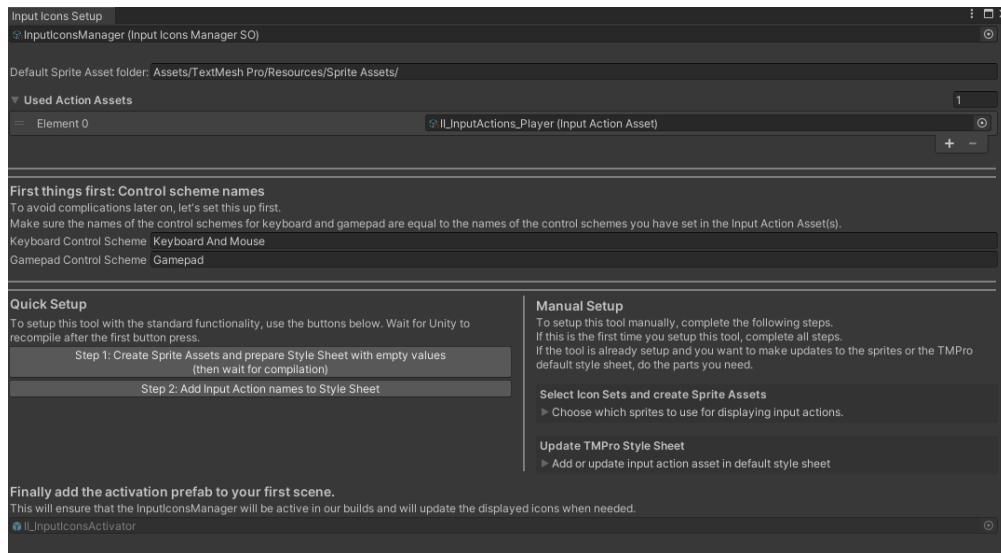 Input Icons Setup
InputIconsManager (Input Icons Manager SO)
Default Sprite Asset folder: Assets/TextMesh Pro/Resources/Sprite Assets/
Used Action Assets 1
Element 0 II_InputActions_Player (Input Action Asset)
+ -
First things first: Control scheme names
To avoid complications later on, let's set this up first.
Make sure the names of the control schemes for keyboard and gamepad are equal to the names of the control schemes you have set in the Input Action Asset(s).
Keyboard Control Scheme Keyboard And Mouse
Gamepad Control Scheme Gamepad
Quick Setup
To setup this tool with the standard functionality, use the buttons below. Wait for Unity to
recompile after the first button press.
Step 1: Create Sprite Assets and prepare Style Sheet with empty values
(then wait for compilation)
Step 2: Add Input Action names to Style Sheet
Manual Setup
To setup this tool manually, complete the following steps.
If this is the first time you setup this tool, complete all steps.
If the tool is already setup and you want to make updates to the sprites or the TMPro
default style sheet, do the parts you need.
Select Icon Sets and create Sprite Assets
Choose which sprites to use for displaying input actions.
Update TMPro Style Sheet
Add or update input action asset in default style sheet
Finally add the activation prefab to your first scene.
This will ensure that the InputIconsManager will be active in our builds and will update the displayed icons when needed.
II_InputIconsActivator